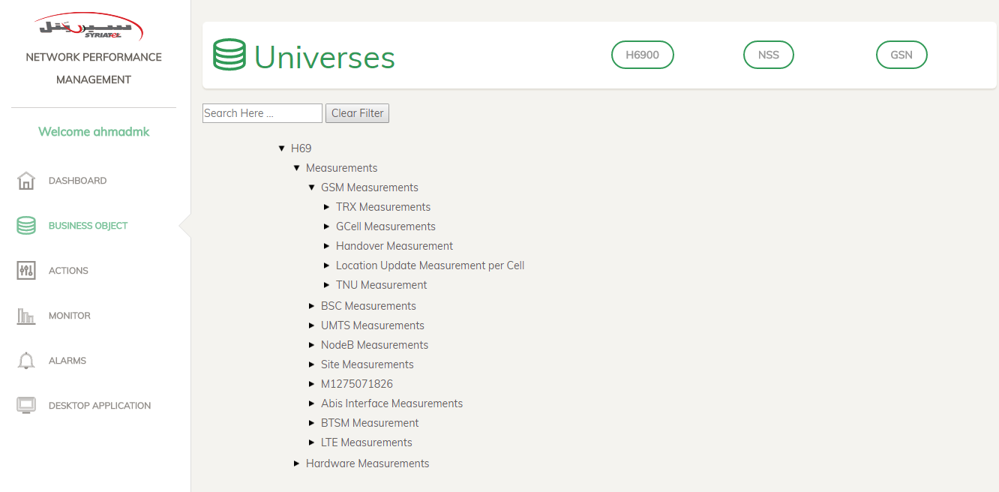 سيريتل
SYRIATEL
NETWORK PERFORMANCE
MANAGEMENT
Welcome ahmadmk
DASHBOARD
BUSINESS OBJECT
ACTIONS
MONITOR
ALARMS
DESKTOP APPLICATION
Universes
H6900
NSS
GSN
Search Here ...
Clear Filter
H69
Measurements
GSM Measurements
TRX Measurements
GCell Measurements
Handover Measurement
Location Update Measurement per Cell
TNU Measurement
BSC Measurements
UMTS Measurements
NodeB Measurements
Site Measurements
M1275071826
Abis Interface Measurements
BTSM Measurement
LTE Measurements
Hardware Measurements